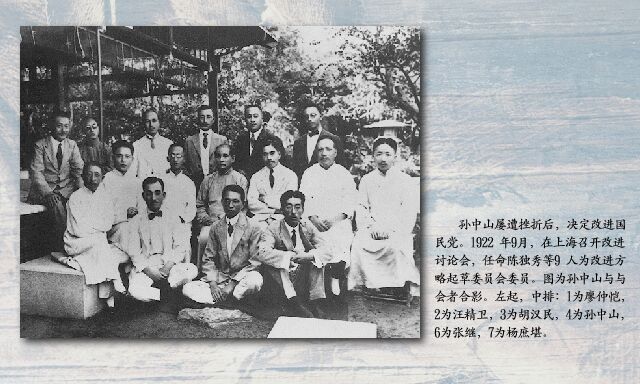 孙中山屡遭挫折后，决定改进国
民党。1922 年9月，在上海召开改进
讨论会，任命陈独秀等9 人为改进方
略起草委员会委员。图为孙中山与与
会者合影。左起，中排：1为廖仲恺，
2为汪精卫，3为胡汉民，4为孙中山，
6为张继，7为杨庶堪。